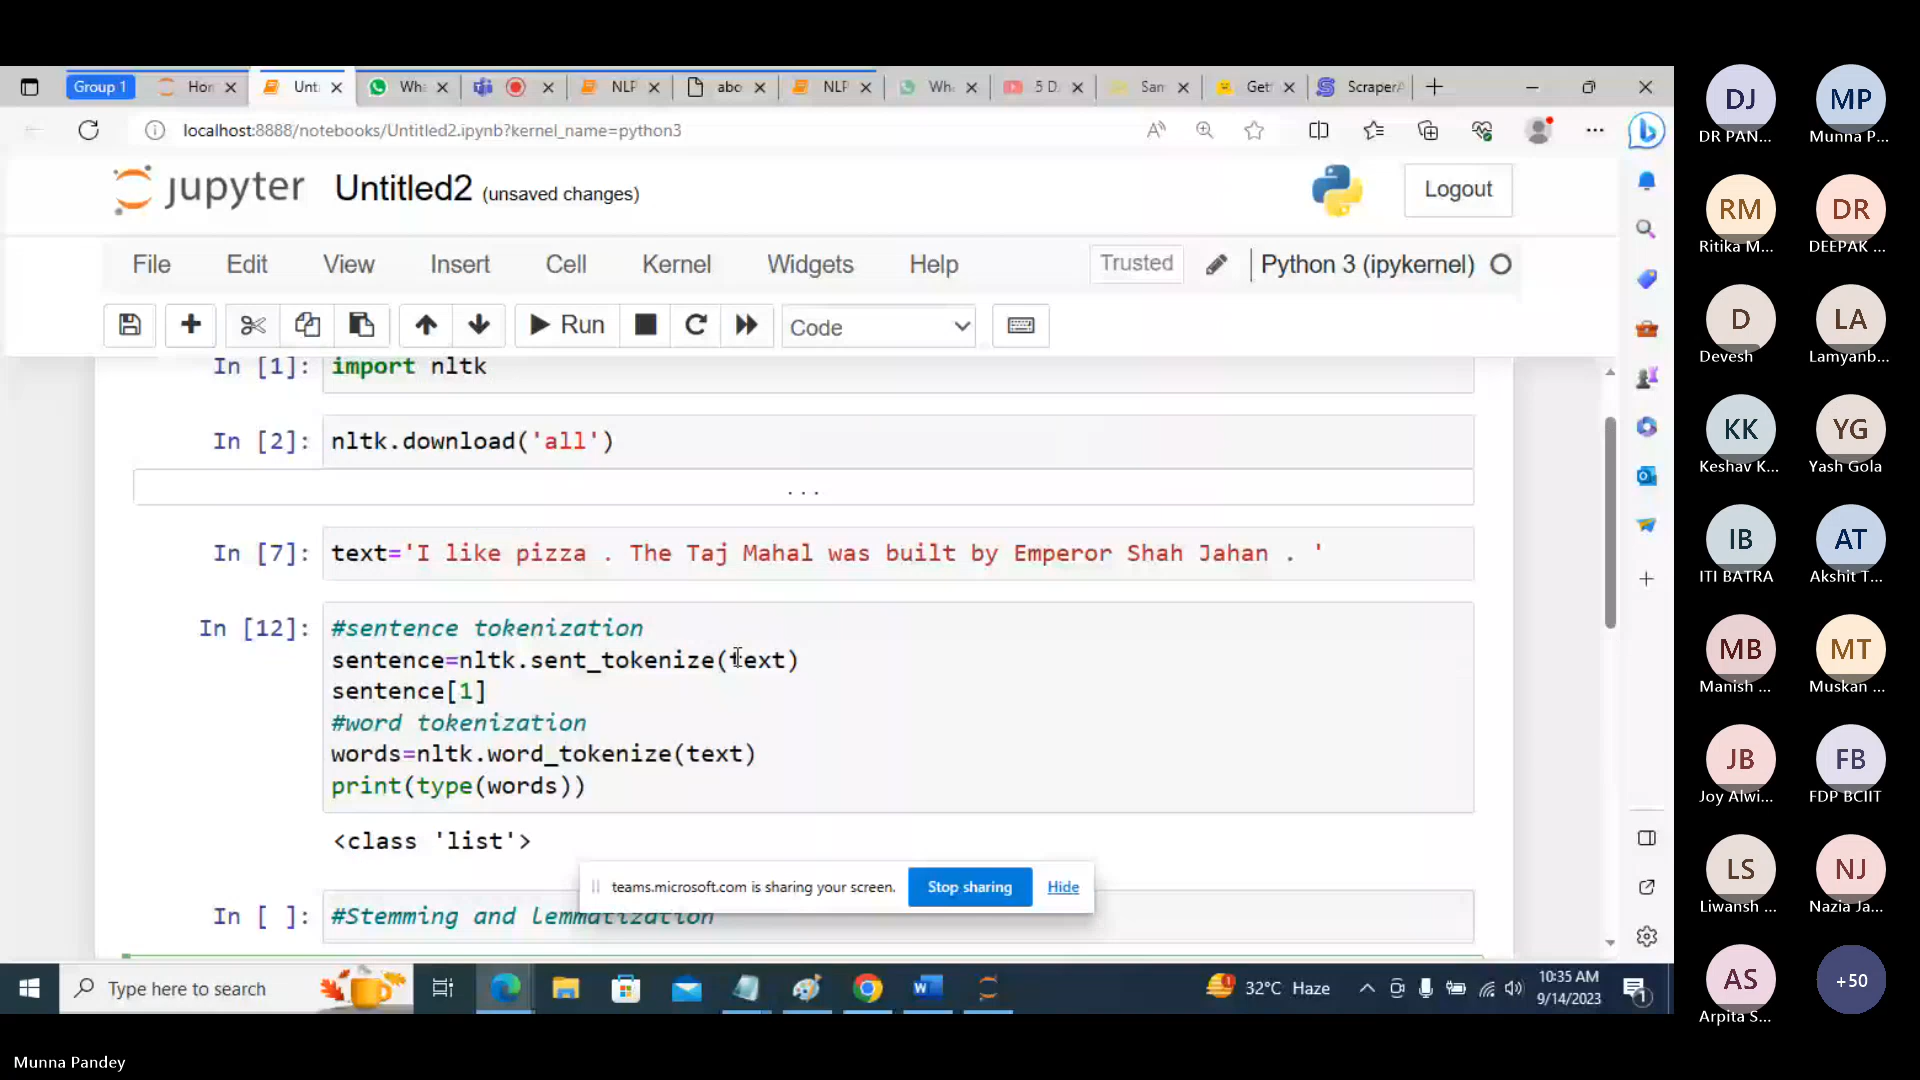 Group 1
Hor
Unti
Wha
NLP
abo
NLP
Wh
5 D
San
Get
Scraper
localhost:8888/notebooks/Untitled2.ipynb?kernel_name=python3
jupyter Untitled2 (unsaved changes)
Logout
File Edit View Insert Cell Kernel Widgets Help
Trusted
Python 3 (ipykernel)
Run
Code
In [1]: import nltk
In [2]: nltk.download('all')
...
In [7]: text='I like pizza . The Taj Mahal was built by Emperor Shah Jahan . '
In [12]: #sentence tokenization
sentence=nltk.sent_tokenize(text)
sentence[1]
#word tokenization
words=nltk.word_tokenize(text)
print(type(words))
<class 'list'>
teams.microsoft.com is sharing your screen.
Stop sharing
Hide
In [ ]: #Stemming and lemmatization
Type here to search
32°C Haze
10:35 AM
9/14/2023
1
Munna Pandey
DJ
DR PAN...
MP
Munna P...
RM
Ritika M...
DR
DEEPAK ...
D
Devesh
LA
Lamyanb...
KK
Keshav K...
YG
Yash Gola
IB
ITI BATRA
AT
Akshit T...
MB
Manish ...
MT
Muskan ...
JB
Joy Alwi...
FB
FDP BCIIT
LS
Liwansh ...
NJ
Nazia Ja...
AS
Arpita S...
+50